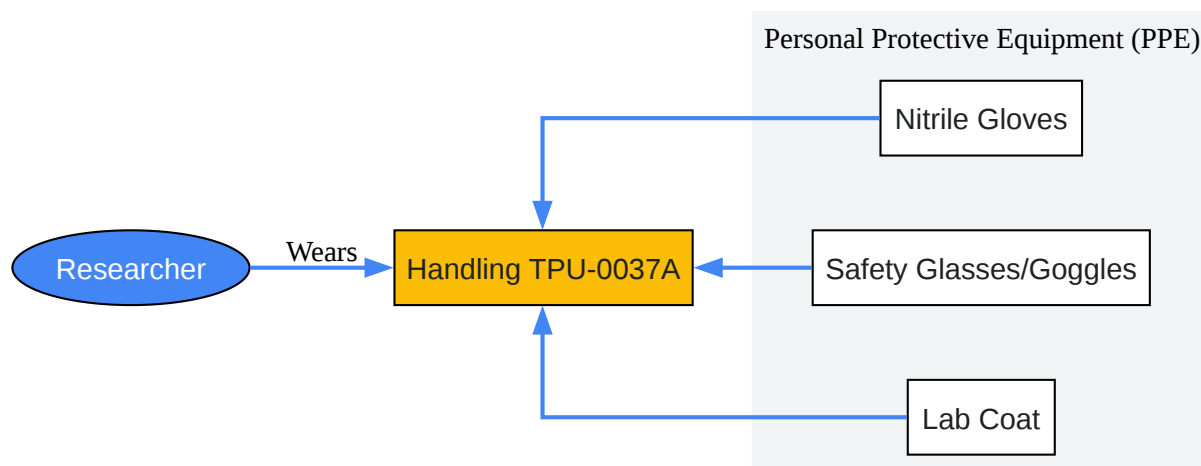 Personal Protective Equipment (PPE)
Nitrile Gloves
Wears
Researcher
Handling TPU-0037A
Safety Glasses/Goggles
Lab Coat